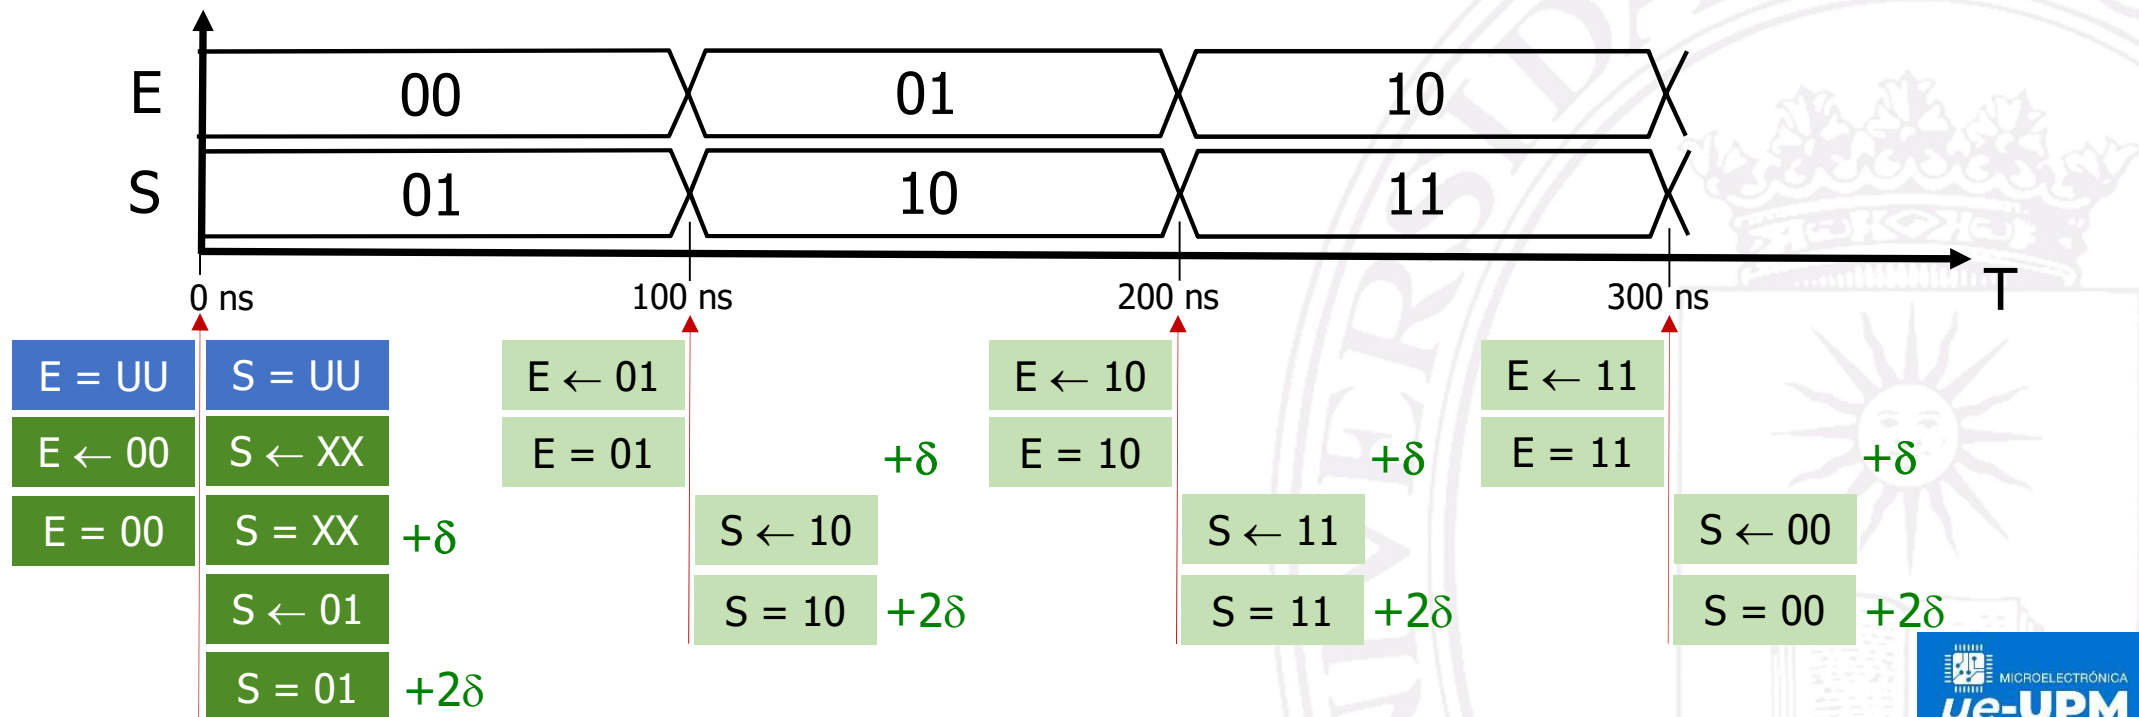 E 00 01 10
S 01 10 11
0 ns 100 ns 200 ns 300 ns T
E = UU S = UU E ← 01 E ← 10 E ← 11
E ← 00 S ← XX E = 01 +δ E = 10 +δ E = 11 +δ
E = 00 S = XX +δ S ← 10 S ← 11 S ← 00
S ← 01 S = 10 +2δ S = 11 +2δ S = 00 +2δ
S = 01 +2δ
MICROELECTRÓNICA
µe-UPM